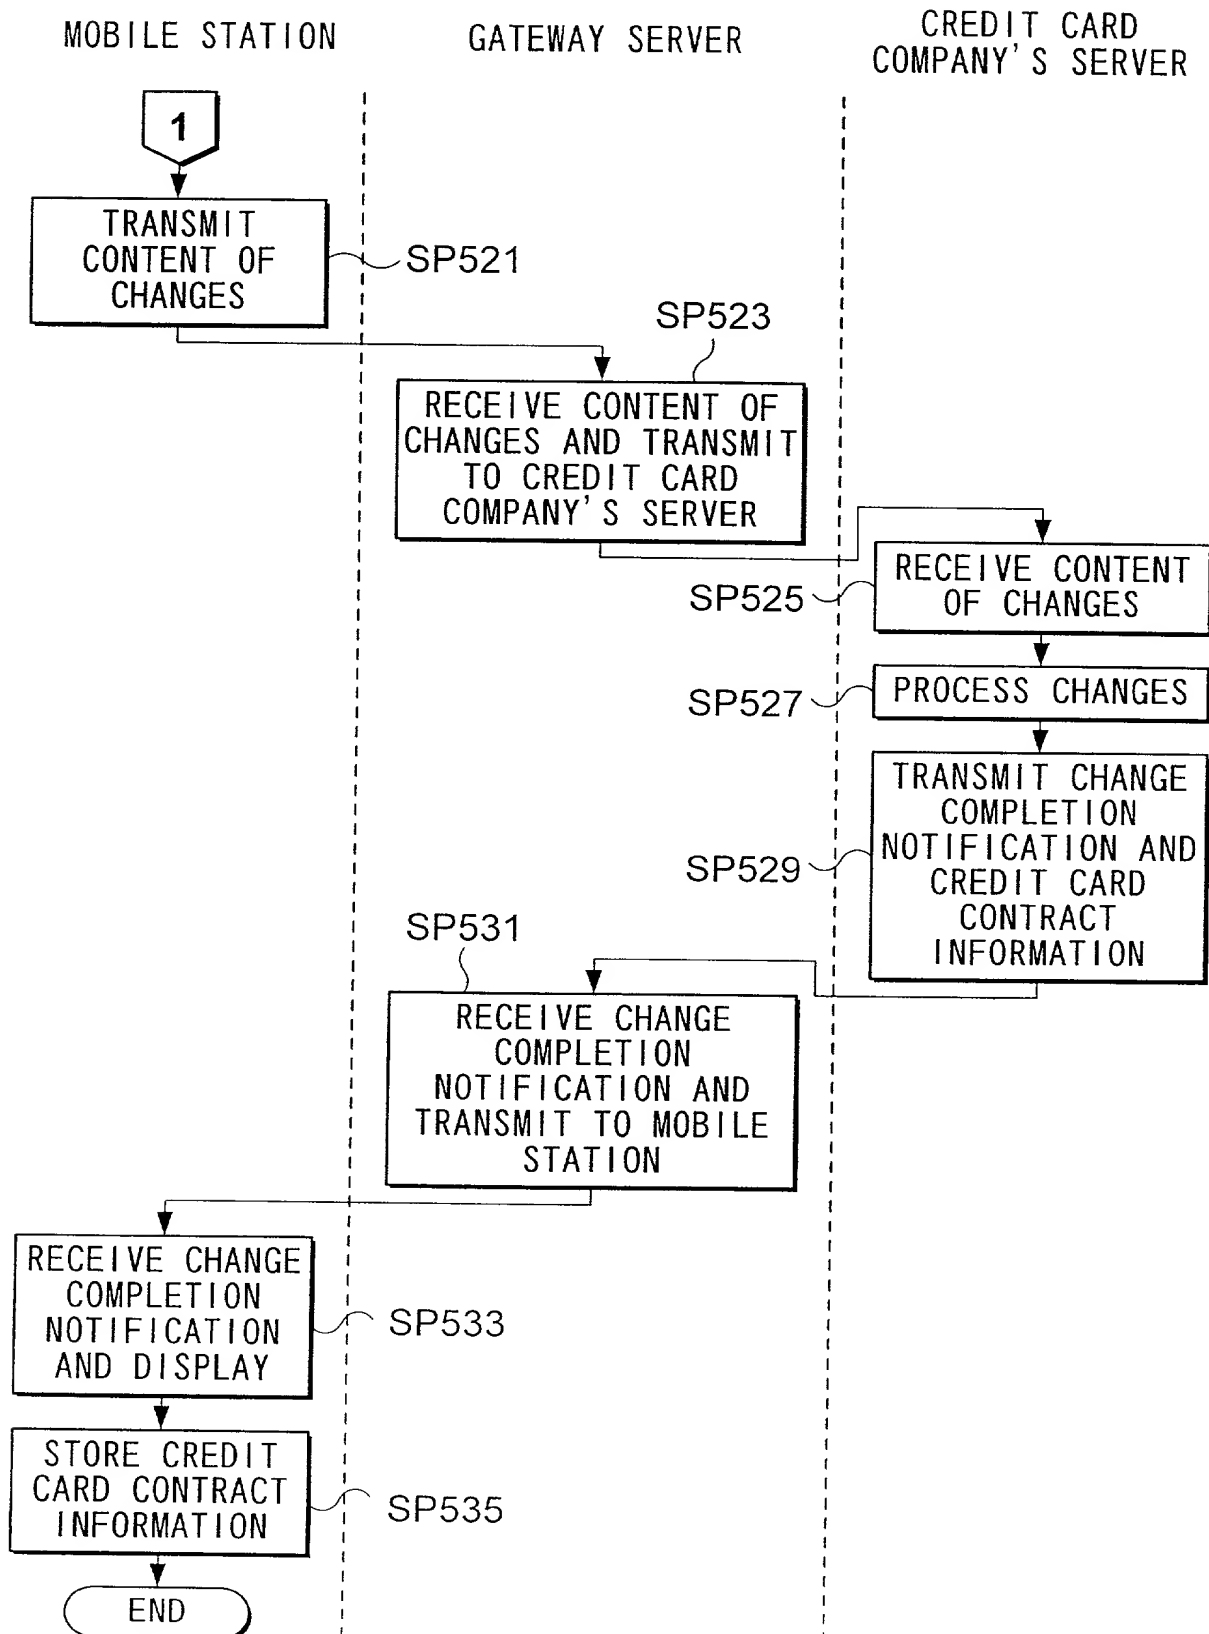 MOBILE STATION
GATEWAY SERVER
CREDIT CARD
COMPANY'S SERVER
1
TRANSMIT
CONTENT OF
CHANGES
SP521
SP523
RECEIVE CONTENT OF
CHANGES AND TRANSMIT
TO CREDIT CARD
COMPANY'S SERVER
SP525
RECEIVE CONTENT
OF CHANGES
SP527
PROCESS CHANGES
SP529
TRANSMIT CHANGE
COMPLETION
NOTIFICATION AND
CREDIT CARD
CONTRACT
INFORMATION
SP531
RECEIVE CHANGE
COMPLETION
NOTIFICATION AND
TRANSMIT TO MOBILE
STATION
RECEIVE CHANGE
COMPLETION
NOTIFICATION
AND DISPLAY
SP533
STORE CREDIT
CARD CONTRACT
INFORMATION
SP535
END